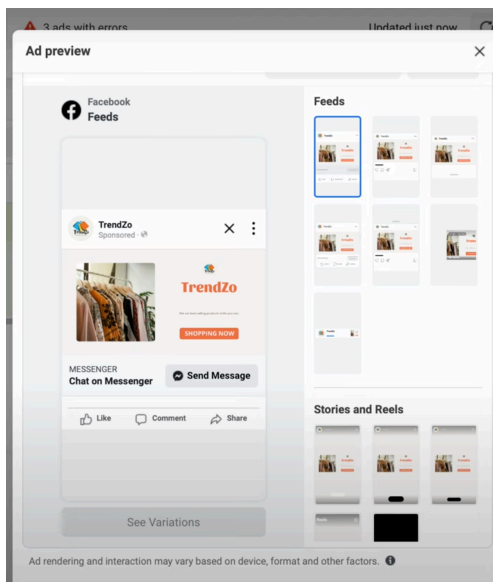 3 ads with errors
Updated just now
Ad preview
Facebook
Feeds
Feeds
TrendZo
Sponsored ·
TrendZo
SHOPPING NOW
MESSENGER
Chat on Messenger
Send Message
Like
Comment
Share
Stories and Reels
See Variations
Ad rendering and interaction may vary based on device, format and other factors.